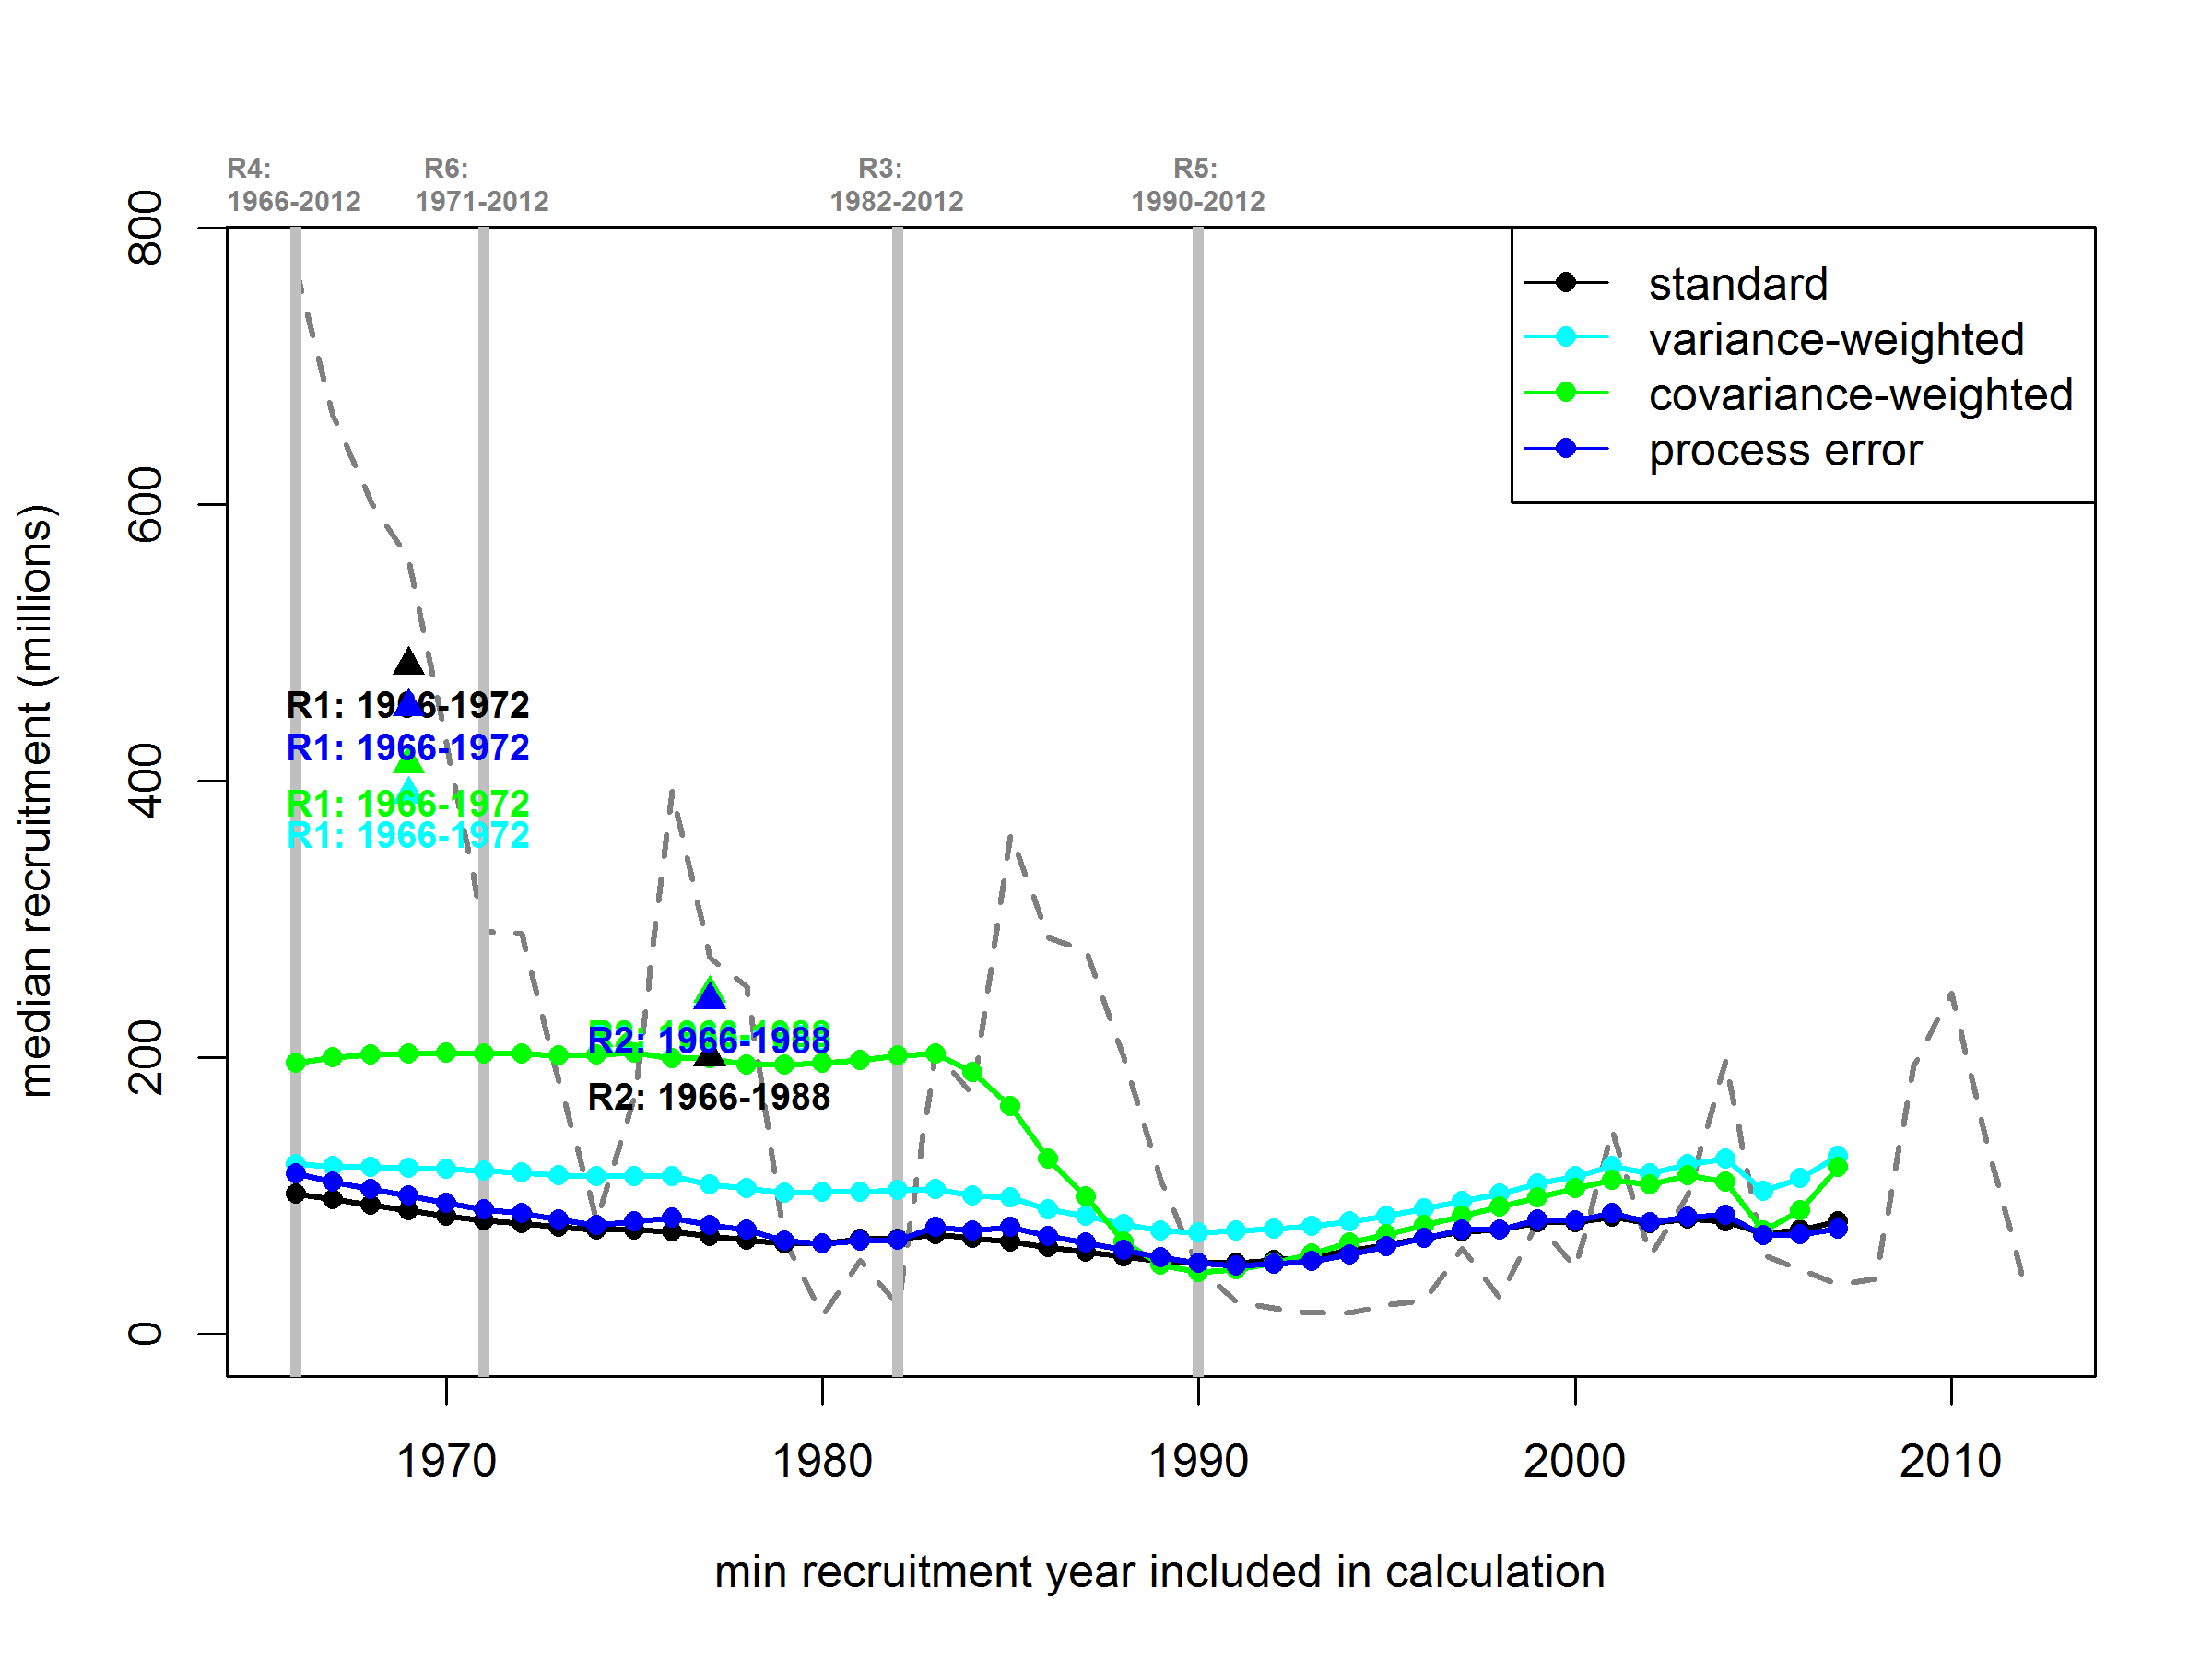 R4:
1966-2012
R6:
1971-2012
R3:
1982-2012
R5:
1990-2012
standard
variance-weighted
covariance-weighted
process error
median recruitment (millions)
800
600
400
200
0
R1: 1966-1972
R1: 1966-1972
R1: 1966-1972
R1: 1966-1972
R2: 1966-1988
R2: 1966-1988
1970
1980
1990
2000
2010
min recruitment year included in calculation